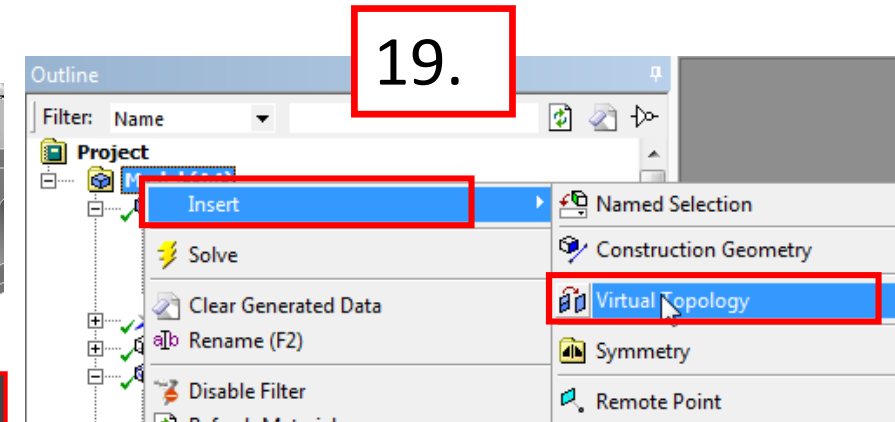 19.
Outline
Filter: Name
Project
Insert
Named Selection
Solve
Construction Geometry
Clear Generated Data
Virtual Topology
Rename (F2)
Symmetry
Disable Filter
Remote Point